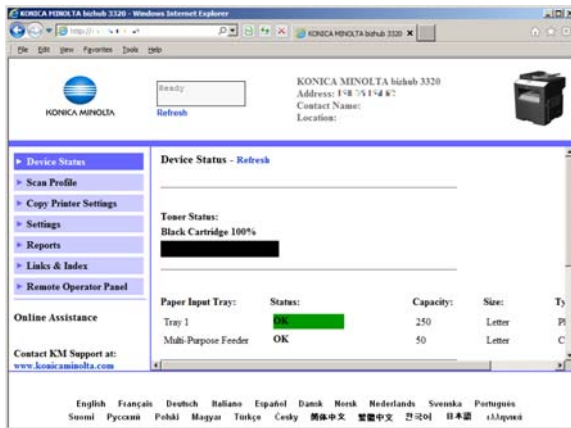 KONICA MINOLTA bizhub 3320 - Windows Internet Explorer
http://
KONICA MINOLTA bizhub 3320
File Edit View Favorites Tools Help
KONICA MINOLTA
Ready
Refresh
KONICA MINOLTA bizhub 3320
Address:
Contact Name:
Location:
Device Status
Scan Profile
Copy Printer Settings
Settings
Reports
Links & Index
Remote Operator Panel
Online Assistance
Contact KM Support at:
www.konicaminolta.com
Device Status - Refresh
Toner Status:
Black Cartridge 100%
Paper Input Tray: Status: Capacity: Size: Ty
Tray 1 OK 250 Letter Pl
Multi-Purpose Feeder OK 50 Letter C
English Français Deutsch Italiano Español Dansk Norsk Nederlands Svenska Português
Suomi Русский Polski Magyar Türkçe Česky 简体中文 繁體中文 한국어 日本語 ελληνικά